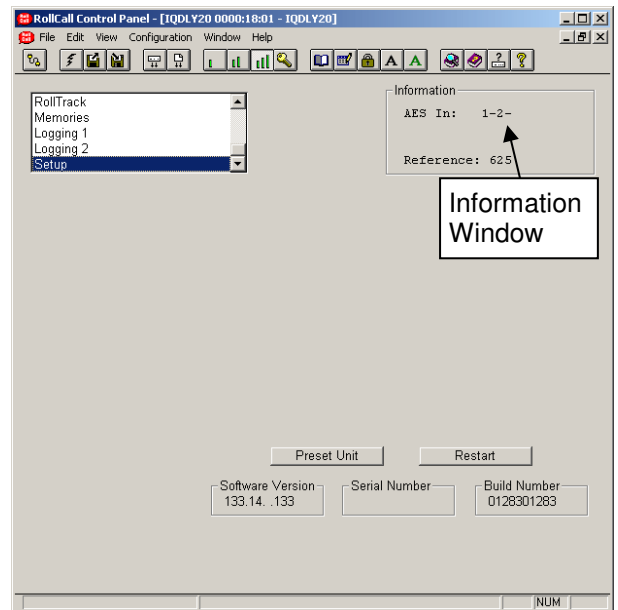 RollCall Control Panel - [IQDLY20 0000:18:01 - IQDLY20]
File Edit View Configuration Window Help
A A
RollTrack
Memories
Logging 1
Logging 2
Setup
Information
AES In: 1-2-
Reference: 625
Information
Window
Preset Unit Restart
Software Version Serial Number Build Number
133.14. .133 0128301283
NUM